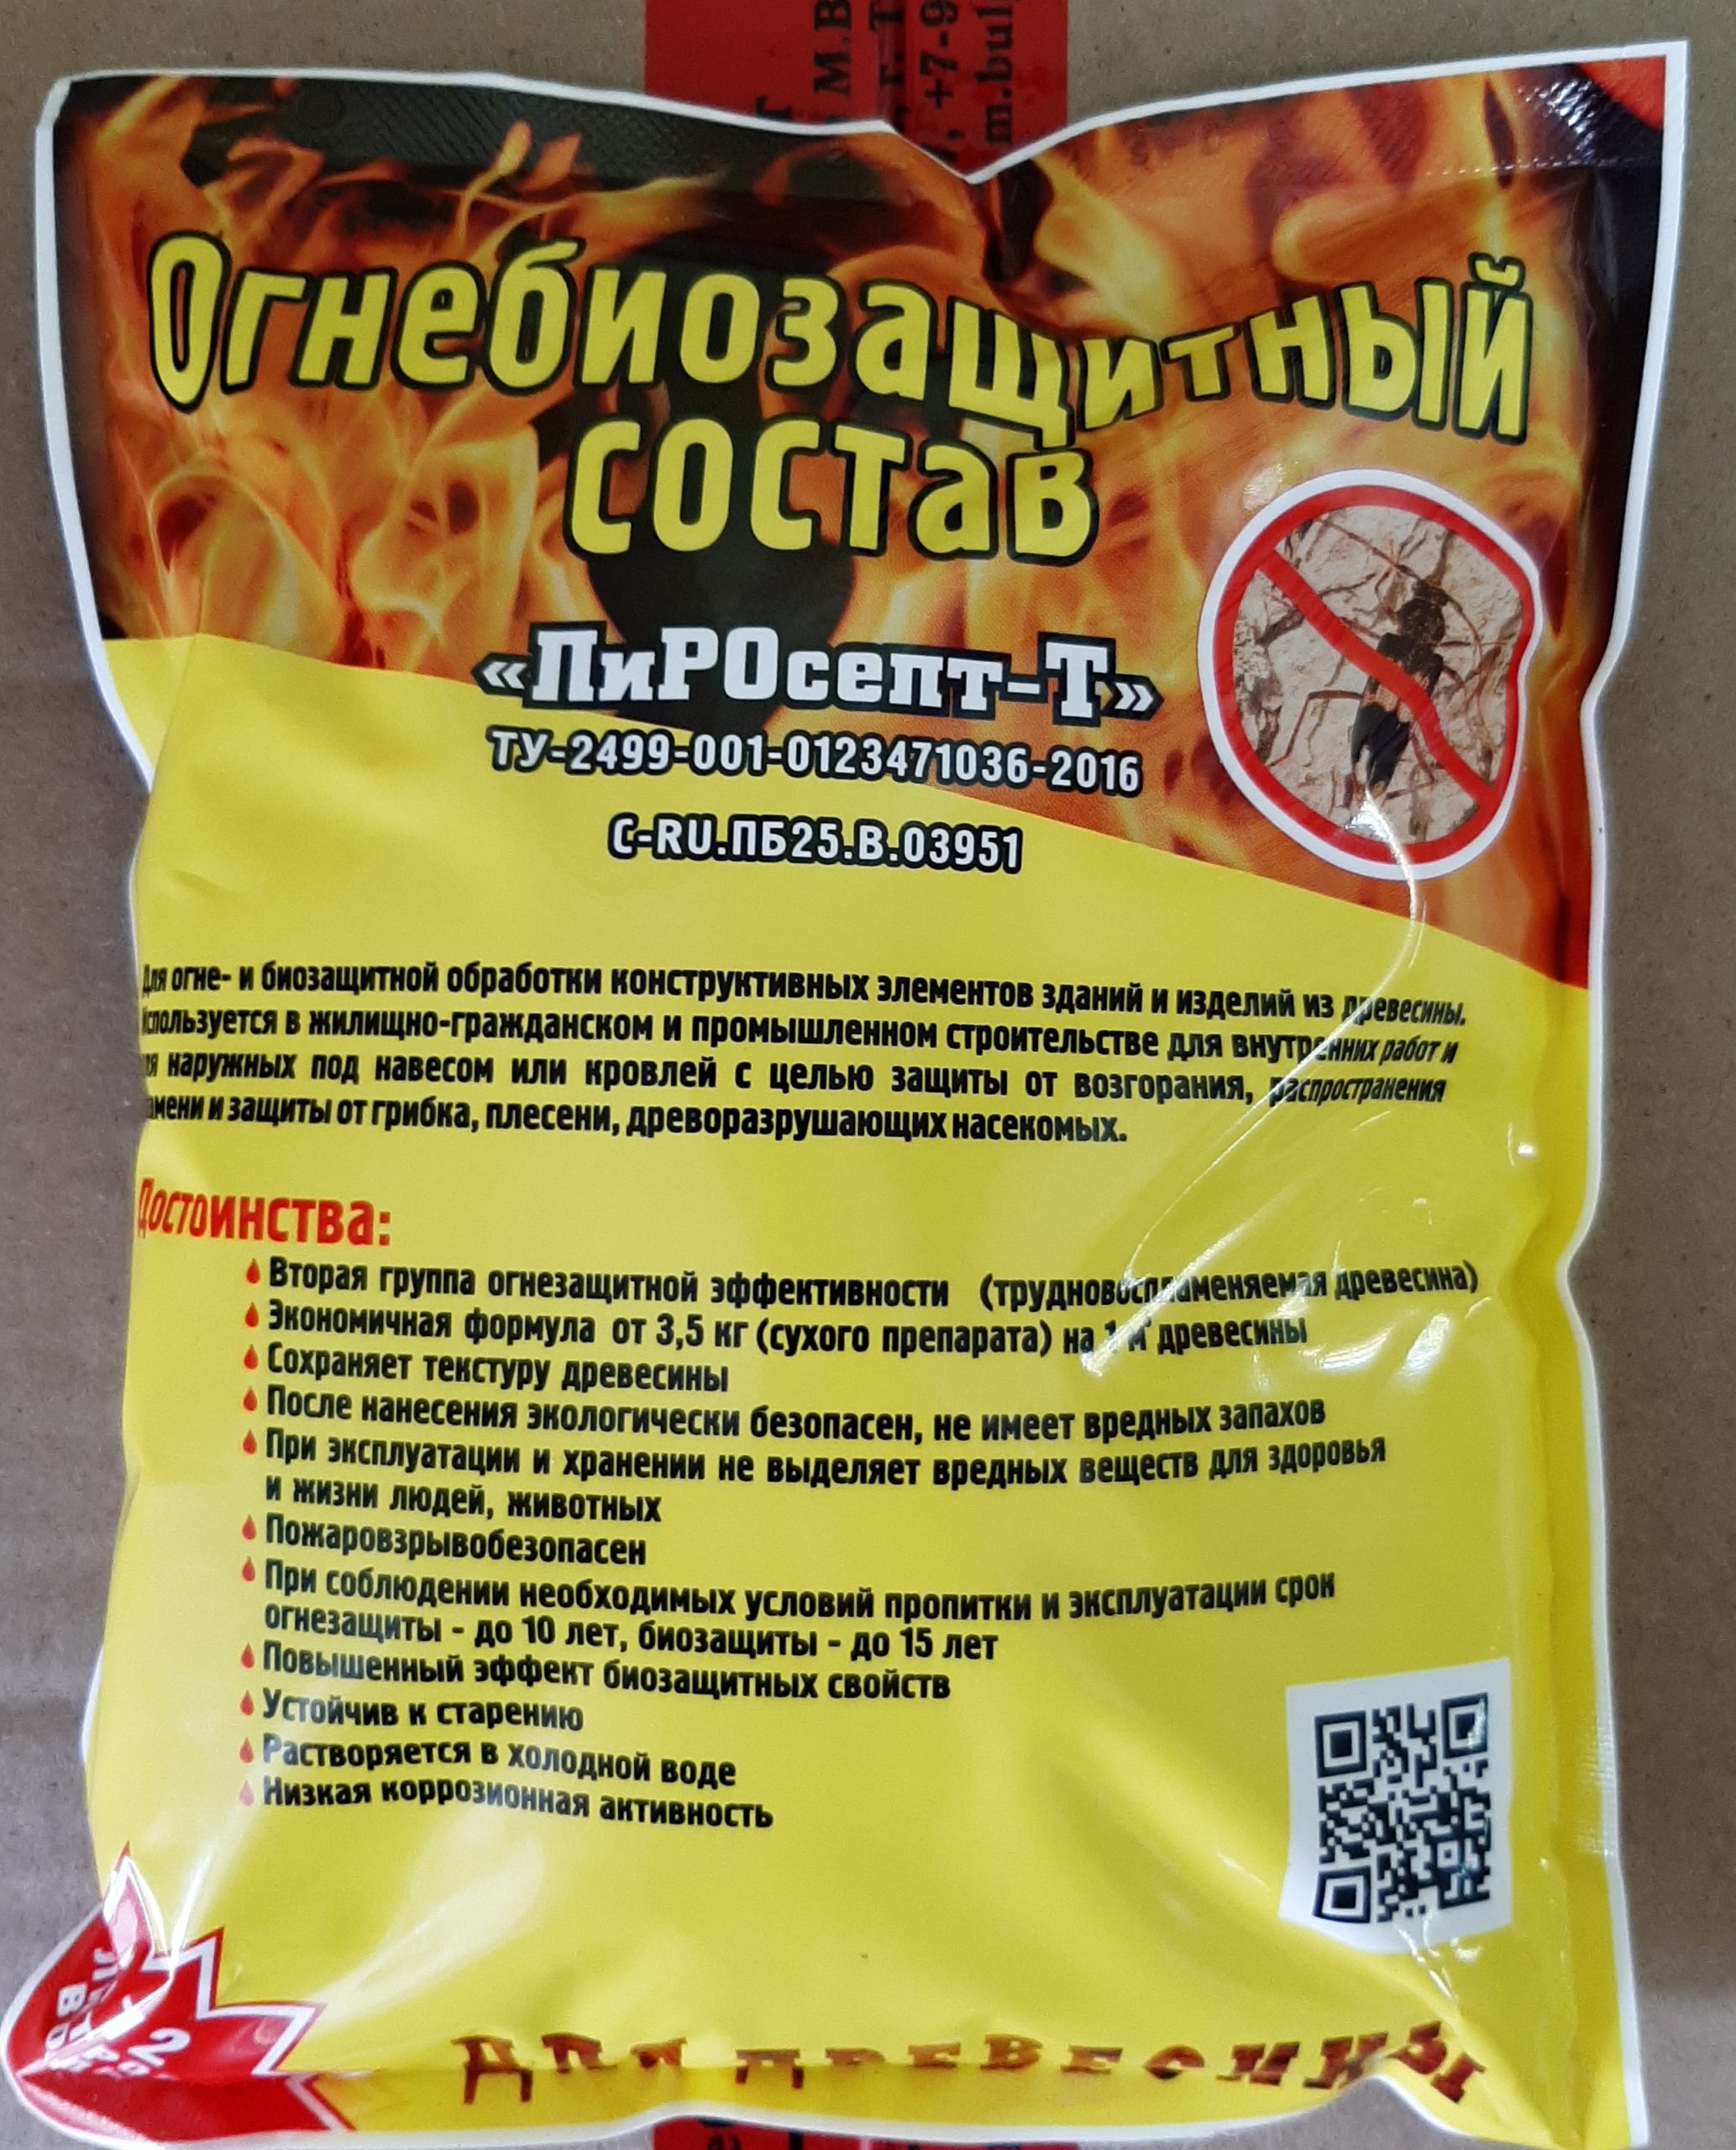 М.В
+7-9
m.bul
Огнебиозащитный
состав
«ПиРОсепт-Т»
ТУ-2499-001-0123471036-2016
C-RU.ПБ25.В.03951
Для огне- и биозащитной обработки конструктивных элементов зданий и изделий из древесины.
Используется в жилищно-гражданском и промышленном строительстве для внутренних работ и
наружных под навесом или кровлей с целью защиты от возгорания, распространения
и защиты от грибка, плесени, древоразрушающих насекомых.
Достоинства:
Вторая группа огнезащитной эффективности (трудновоспламеняемая древесина)
Экономичная формула от 3,5 кг (сухого препарата) на 1 древесины
Сохраняет текстуру древесины
После нанесения экологически безопасен, не имеет вредных запахов
При эксплуатации и хранении не выделяет вредных веществ для здоровья
и жизни людей, животных
Пожаровзрывобезопасен
При соблюдении необходимых условий пропитки и эксплуатации срок
огнезащиты - до 10 лет, биозащиты - до 15 лет
Повышенный эффект биозащитных свойств
Устойчив к старению
Растворяется в холодной воде
Низкая коррозионная активность
для древесины